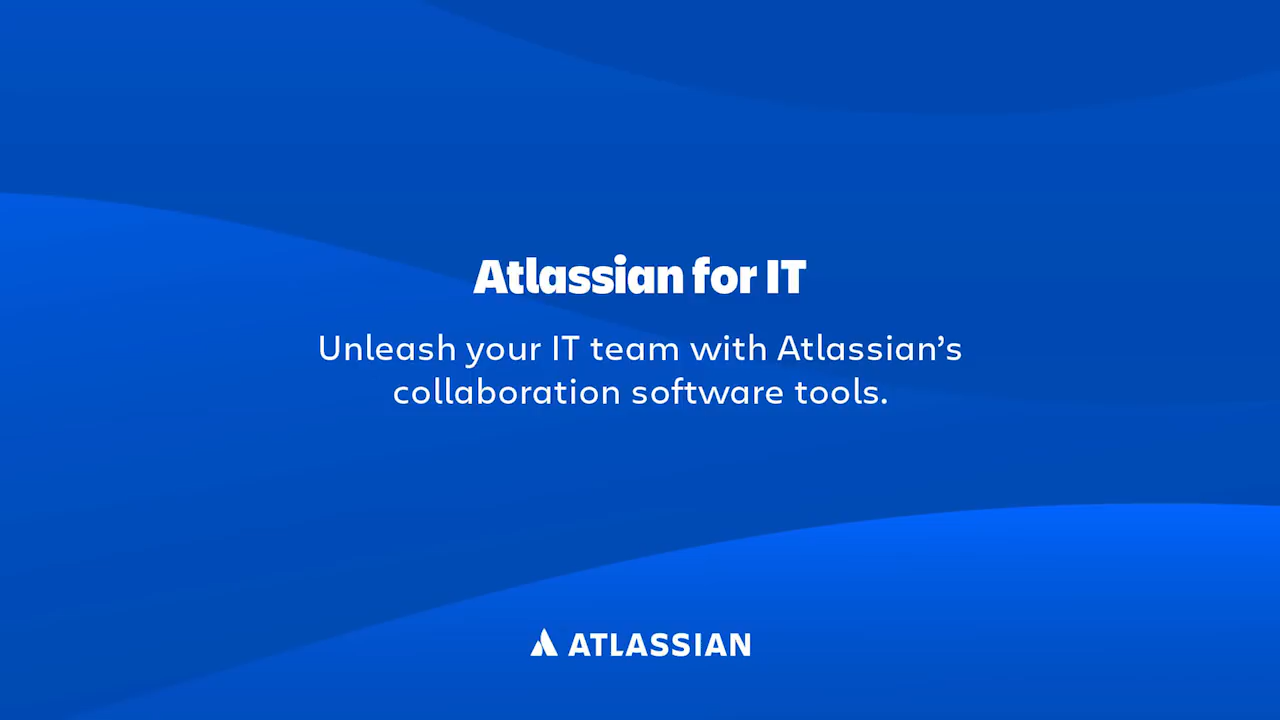 Atlassian for IT
Unleash your IT team with Atlassian’s
collaboration software tools.
ATLASSIAN